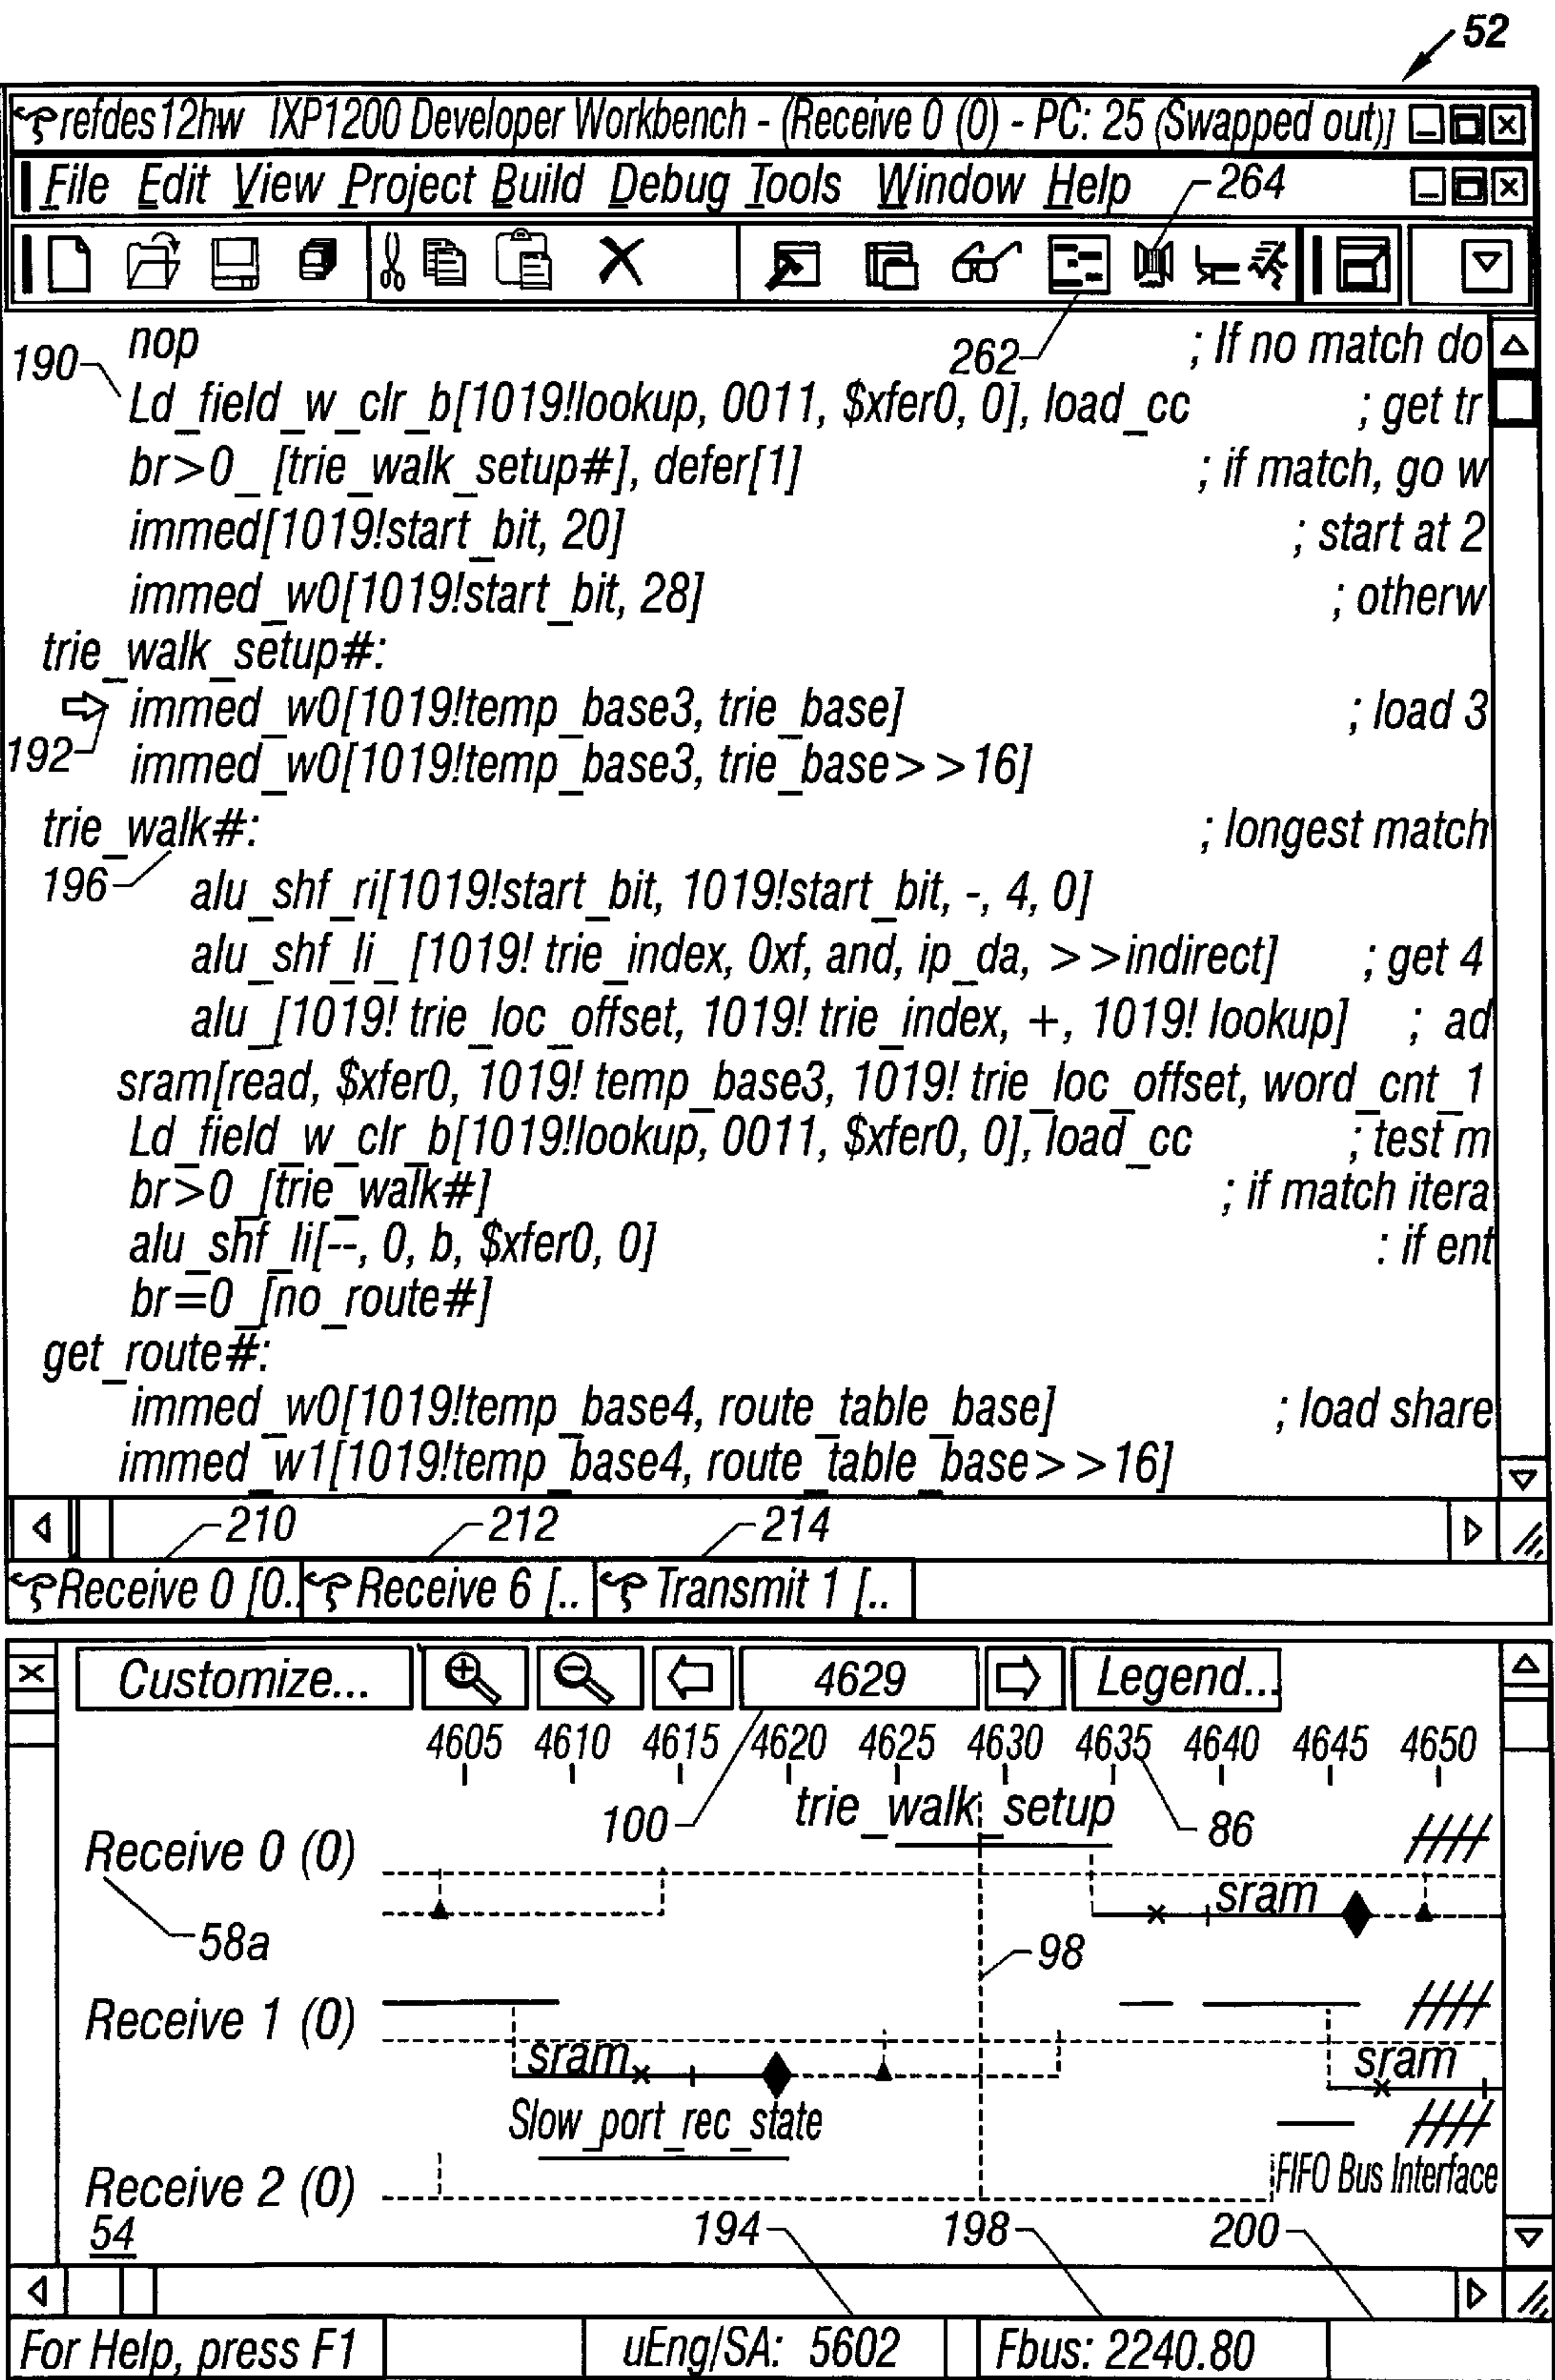 52
refdes12hw IXP1200 Developer Workbench - (Receive 0 (0) - PC: 25 (Swapped out)]
File Edit View Project Build Debug Tools Window Help
264
262
nop ; If no match do
190
Ld_field_w_clr_b[1019!lookup, 0011, $xfer0, 0], load_cc ; get tr
br>0_ [trie_walk_setup#], defer[1] ; if match, go w
immed[1019!start_bit, 20] ; start at 2
immed_w0[1019!start_bit, 28] ; otherw
trie_walk_setup#:
immed_w0[1019!temp_base3, trie_base] ; load 3
192
immed_w0[1019!temp_base3, trie_base>>16]
trie_walk#: ; longest match
196
alu_shf_ri[1019!start_bit, 1019!start_bit, -, 4, 0]
alu_shf_li_ [1019! trie_index, 0xf, and, ip_da, >>indirect] ; get 4
alu_[1019! trie_loc_offset, 1019! trie_index, +, 1019! lookup] ; ad
sram[read, $xfer0, 1019! temp_base3, 1019! trie_loc_offset, word_cnt_1
Ld_field_w_clr_b[1019!lookup, 0011, $xfer0, 0], load_cc ; test m
br>0_[trie_walk#] ; if match itera
alu_shf_li[--, 0, b, $xfer0, 0] : if ent
br=0_[no_route#]
get_route#:
immed_w0[1019!temp_base4, route_table_base] ; load share
immed_w1[1019!temp_base4, route_table_base>>16]
210 212 214
Receive 0 [0.. Receive 6 [.. Transmit 1 [..
Customize... 4629 Legend...
4605 4610 4615 4620 4625 4630 4635 4640 4645 4650
100 trie_walk_setup 86
Receive 0 (0)
sram
58a
98
Receive 1 (0)
sram sram
Slow_port_rec_state
Receive 2 (0) FIFO Bus Interface
54 194 198 200
For Help, press F1 uEng/SA: 5602 Fbus: 2240.80